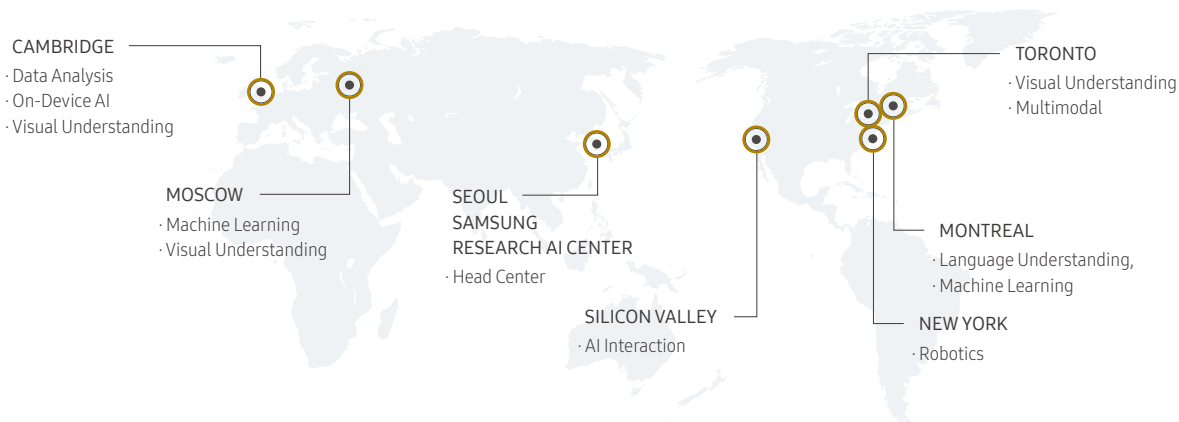 CAMBRIDGE
· Data Analysis
· On-Device AI
· Visual Understanding
MOSCOW
· Machine Learning
· Visual Understanding
SEOUL
SAMSUNG
RESEARCH AI CENTER
· Head Center
SILICON VALLEY
· AI Interaction
TORONTO
· Visual Understanding
· Multimodal
MONTREAL
· Language Understanding,
· Machine Learning
NEW YORK
· Robotics